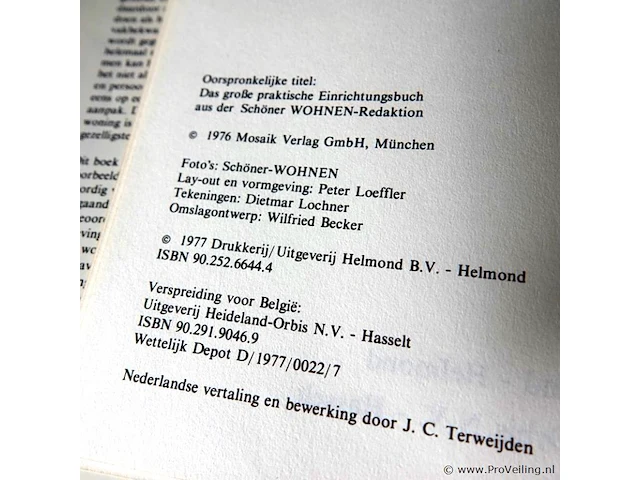 Oorspronkelijke titel:
Das große praktische Einrichtungsbuch
aus der Schöner WOHNEN-Redaktion
© 1976 Mosaik Verlag GmbH, München
Foto's: Schöner-WOHNEN
Lay-out en vormgeving: Peter Loeffler
Tekeningen: Dietmar Lochner
Omslagontwerp: Wilfried Becker
© 1977 Drukkerij/Uitgeverij Helmond B.V. - Helmond
ISBN 90.252.6644.4
Verspreiding voor België:
Uitgeverij Heideland-Orbis N.V. - Hasselt
ISBN 90.291.9046.9
Wettelijk Depot D/1977/0022/7
Nederlandse vertaling en bewerking door J. C. Terweijden
© www.ProVeiling.nl